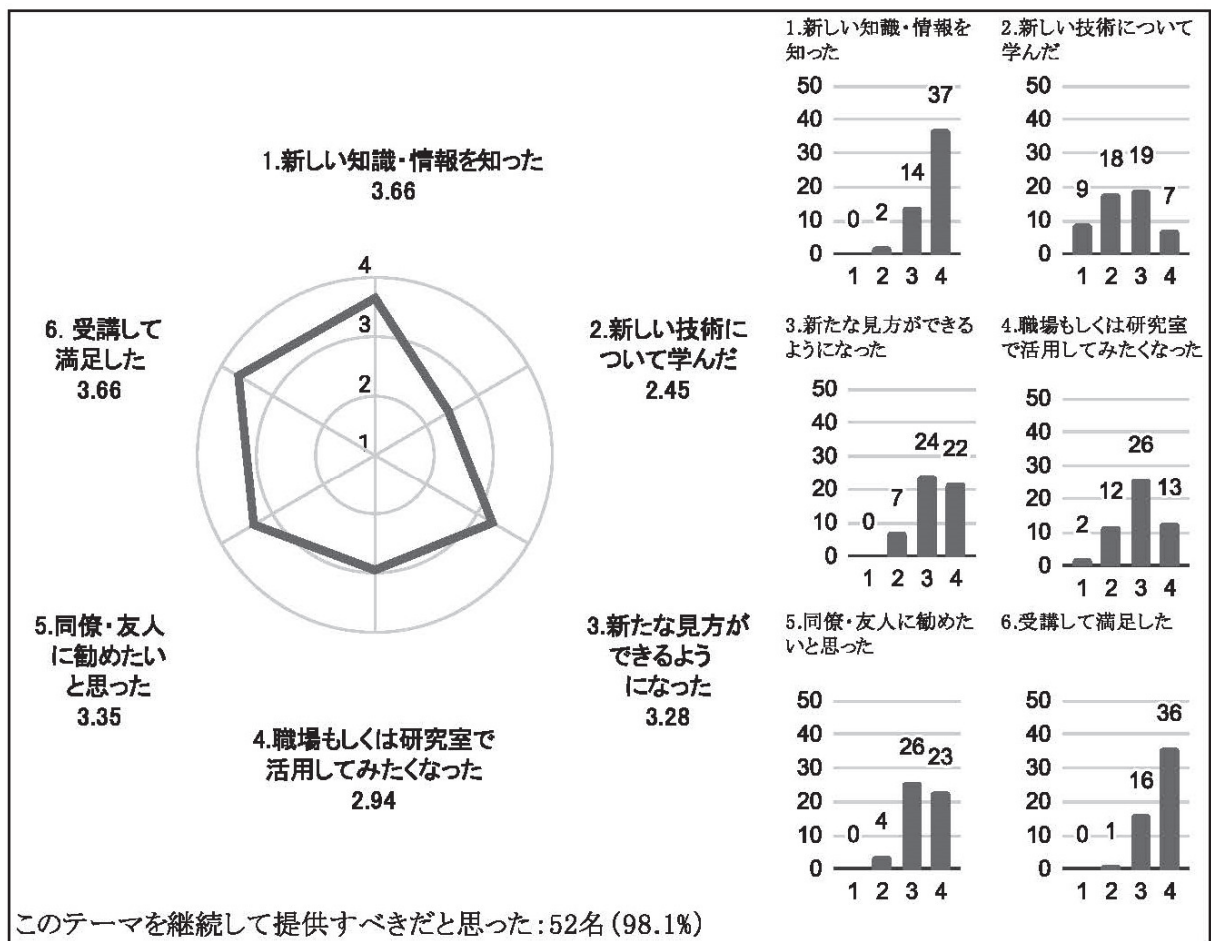 1.新しい知識・情報を知った
3.66
2.新しい技術に
ついて学んだ
2.45
3.新たな見方が
できるよう
になった
3.28
4.職場もしくは研究室で
活用してみたくなった
2.94
5.同僚・友人
に勧めたい
と思った
3.35
6. 受講して
満足した
3.66
4
3
2
1
1.新しい知識・情報を
知った
50
40
30
20
10
0
0 2 14 37
1 2 3 4
2.新しい技術について
学んだ
50
40
30
20
10
0
9 18 19 7
1 2 3 4
3.新たな見方ができる
ようになった
50
40
30
20
10
0
0 7 24 22
1 2 3 4
4.職場もしくは研究室
で活用してみたくなった
50
40
30
20
10
0
2 12 26 13
1 2 3 4
5.同僚・友人に勧めた
いと思った
50
40
30
20
10
0
0 4 26 23
1 2 3 4
6.受講して満足した
50
40
30
20
10
0
0 1 16 36
1 2 3 4
このテーマを継続して提供すべきだと思った:52名(98.1%)